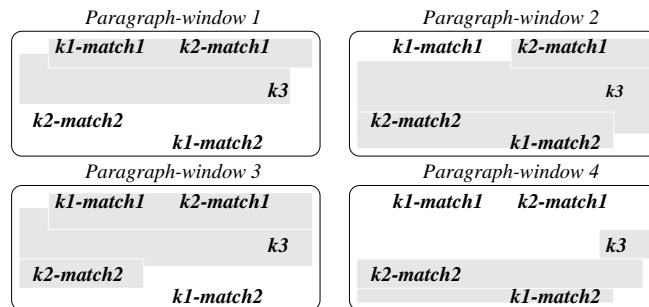 Paragraph-window 1
k1-match1 k2-match1
k3
k2-match2
k1-match2
Paragraph-window 2
k1-match1 k2-match1
k3
k2-match2
k1-match2
Paragraph-window 3
k1-match1 k2-match1
k3
k2-match2
k1-match2
Paragraph-window 4
k1-match1 k2-match1
k3
k2-match2
k1-match2